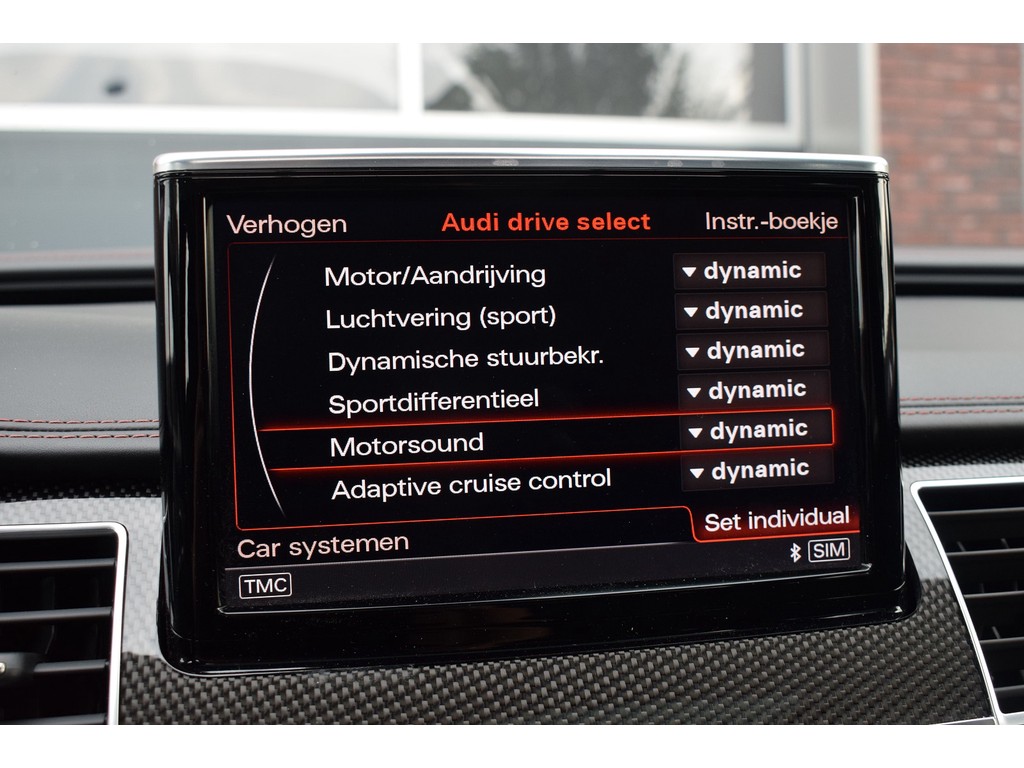 Verhogen Audi drive select Instr.-boekje
Motor/Aandrijving dynamic
Luchtvering (sport) dynamic
Dynamische stuurbekr. dynamic
Sportdifferentieel dynamic
Motorsound dynamic
Adaptive cruise control dynamic
Set individual
Car systemen
SIM
TMC